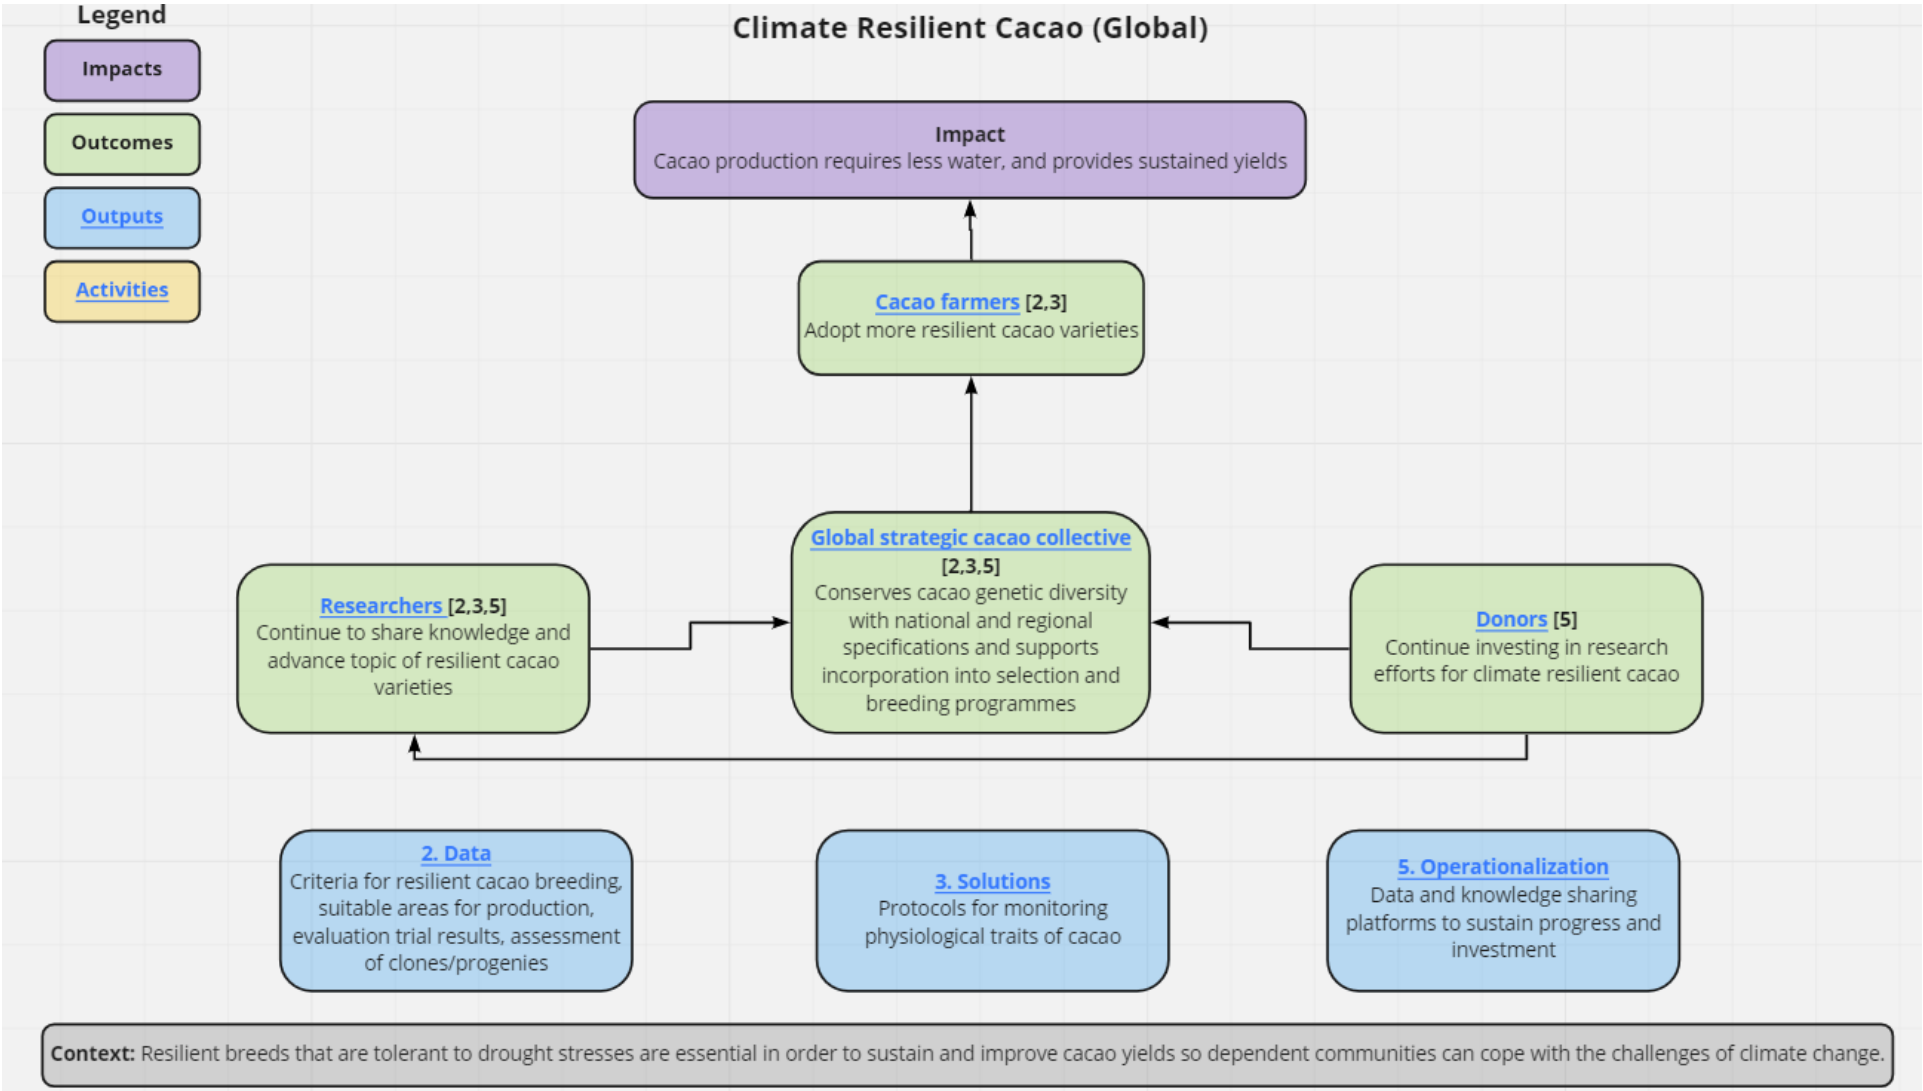 Legend
Climate Resilient Cacao (Global)
Impacts
Outcomes
Outputs
Activities
Impact
Cacao production requires less water, and provides sustained yields
Cacao farmers [2,3]
Adopt more resilient cacao varieties
Researchers [2,3,5]
Continue to share knowledge and
advance topic of resilient cacao
varieties
Global strategic cacao collective
[2,3,5]
Conserves cacao genetic diversity
with national and regional
specifications and supports
incorporation into selection and
breeding programmes
Donors [5]
Continue investing in research
efforts for climate resilient cacao
2. Data
Criteria for resilient cacao breeding,
suitable areas for production,
evaluation trial results, assessment
of clones/progenies
3. Solutions
Protocols for monitoring
physiological traits of cacao
5. Operationalization
Data and knowledge sharing
platforms to sustain progress and
investment
Context: Resilient breeds that are tolerant to drought stresses are essential in order to sustain and improve cacao yields so dependent communities can cope with the challenges of climate change.